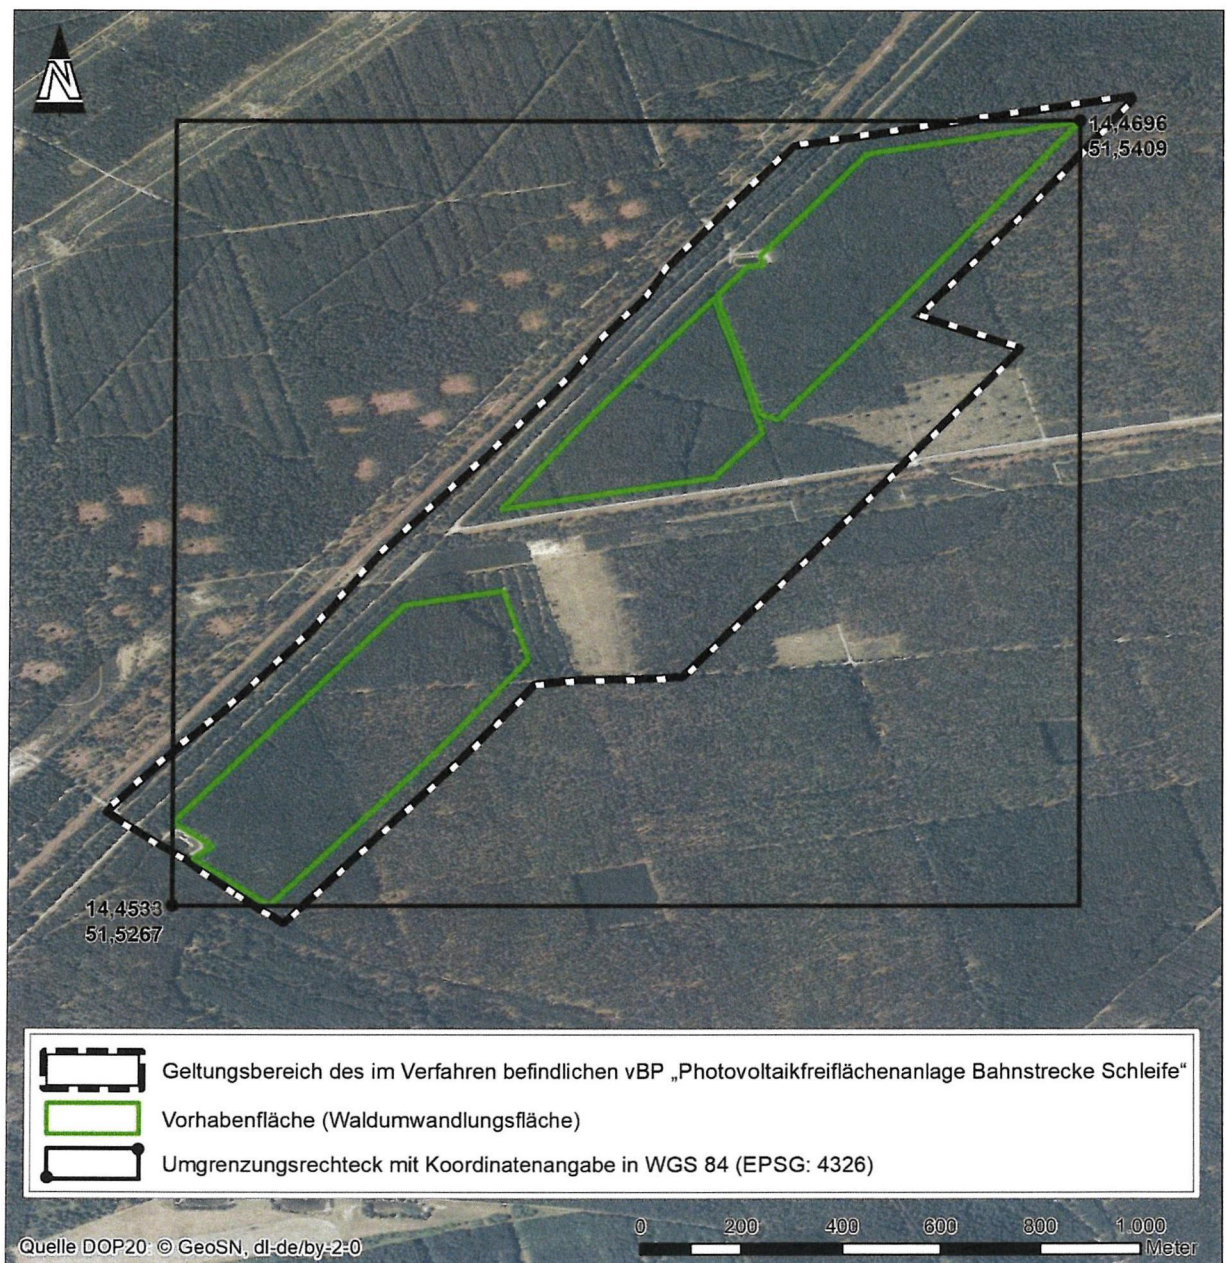 N
14,4696
51,5409
14,4533
51,5267
Geltungsbereich des im Verfahren befindlichen vBP „Photovoltaikfreiflächenanlage Bahnstrecke Schleife“
Vorhabenfläche (Waldumwandlungsfläche)
Umgrenzungsrechteck mit Koordinatenangabe in WGS 84 (EPSG: 4326)
0 200 400 600 800 1.000
Quelle DOP20: © GeoSN, dl-de/by-2-0
Meter